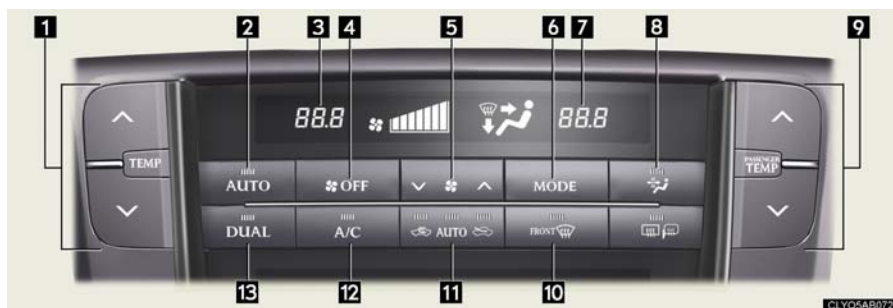 1 2 3 4 5 6 7 8 9
88.8 88.8
TEMP PASSENGER TEMP
AUTO OFF MODE
DUAL A/C AUTO FRONT
13 12 11 10
CLYO5AB072